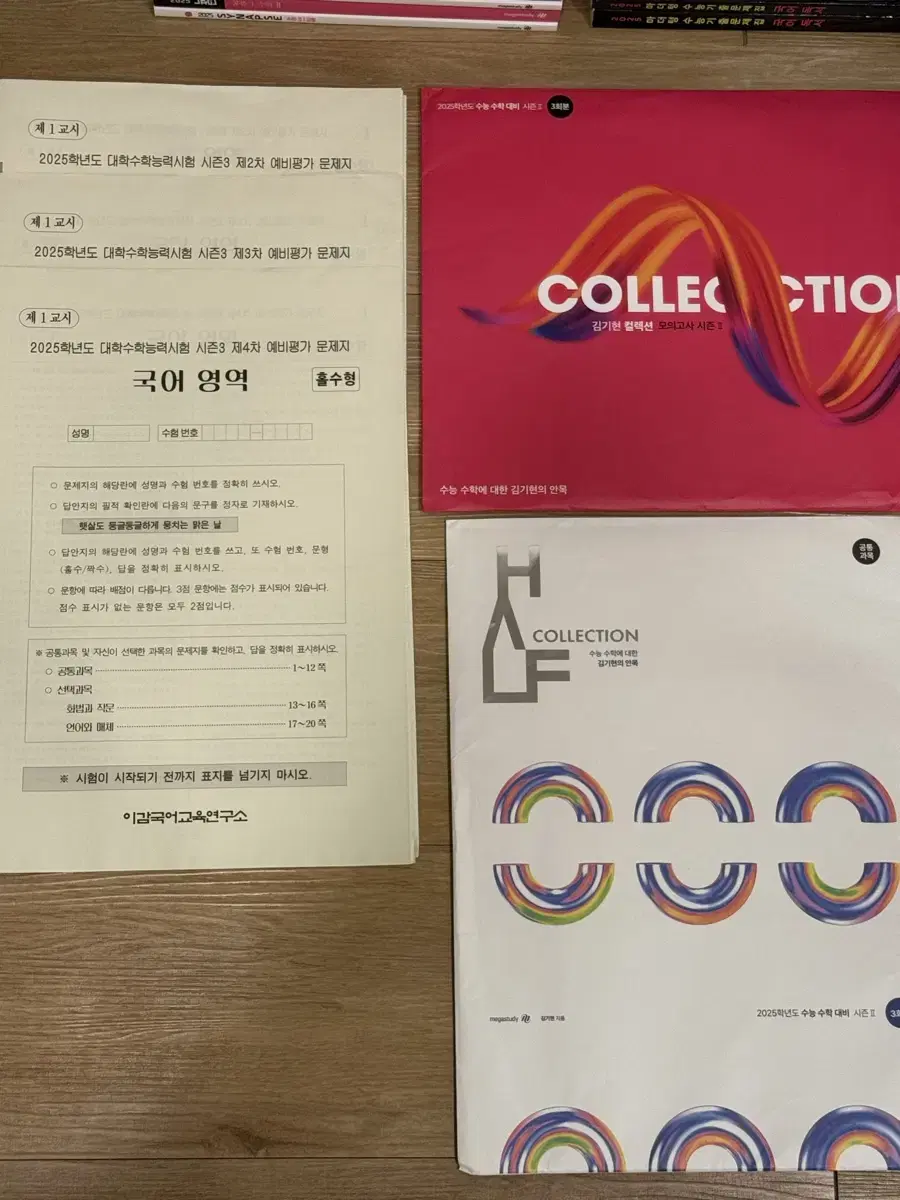 SYNAPSE
2025 마더텅 수능기출문제집 국어 독서
제 1 교시
2025학년도 대학수학능력시험 시즌3 제2차 예비평가 문제지
제 1 교시
2025학년도 대학수학능력시험 시즌3 제3차 예비평가 문제지
제 1 교시
2025학년도 대학수학능력시험 시즌3 제4차 예비평가 문제지
국어 영역
홀수형
성명
수험 번호
○ 문제지의 해당란에 성명과 수험 번호를 정확히 쓰시오.
○ 답안지의 필적 확인란에 다음의 문구를 정자로 기재하시오.
햇살도 둥글둥글하게 뭉치는 맑은 날
○ 답안지의 해당란에 성명과 수험 번호를 쓰고, 또 수험 번호, 문형
(홀수/짝수), 답을 정확히 표시하시오.
○ 문항에 따라 배점이 다릅니다. 3점 문항에는 점수가 표시되어 있습니다.
점수 표시가 없는 문항은 모두 2점입니다.
※ 공통과목 및 자신이 선택한 과목의 문제지를 확인하고, 답을 정확히 표시하시오.
○ 공통과목 1~12 쪽
○ 선택과목
화법과 작문 13~16 쪽
언어와 매체 17~20 쪽
※ 시험이 시작되기 전까지 표지를 넘기지 마시오.
이감국어교육연구소
2025학년도 수능 수학 대비 시즌 Ⅱ
3회분
COLLECTIO
김기현 컬렉션 모의고사 시즌 Ⅱ
수능 수학에 대한 김기현의 안목
공통
과목
HALF
COLLECTION
수능 수학에 대한
김기현의 안목
megastudy
김기현 지음
2025학년도 수능 수학 대비 시즌 Ⅱ